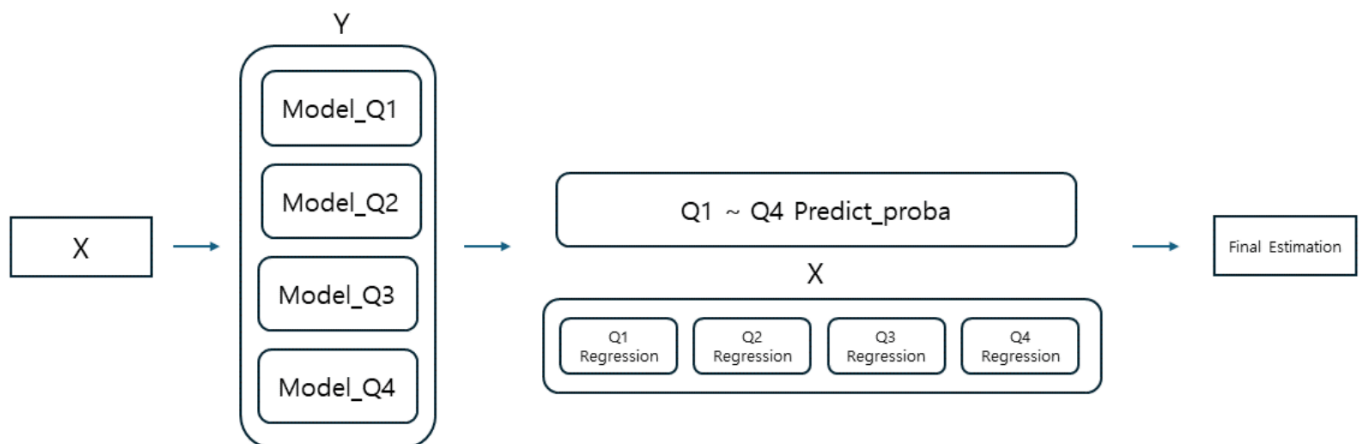 X
Y
Model_Q1
Model_Q2
Model_Q3
Model_Q4
Q1 ~ Q4 Predict_proba
X
Q1
Regression
Q2
Regression
Q3
Regression
Q4
Regression
Final Estimation